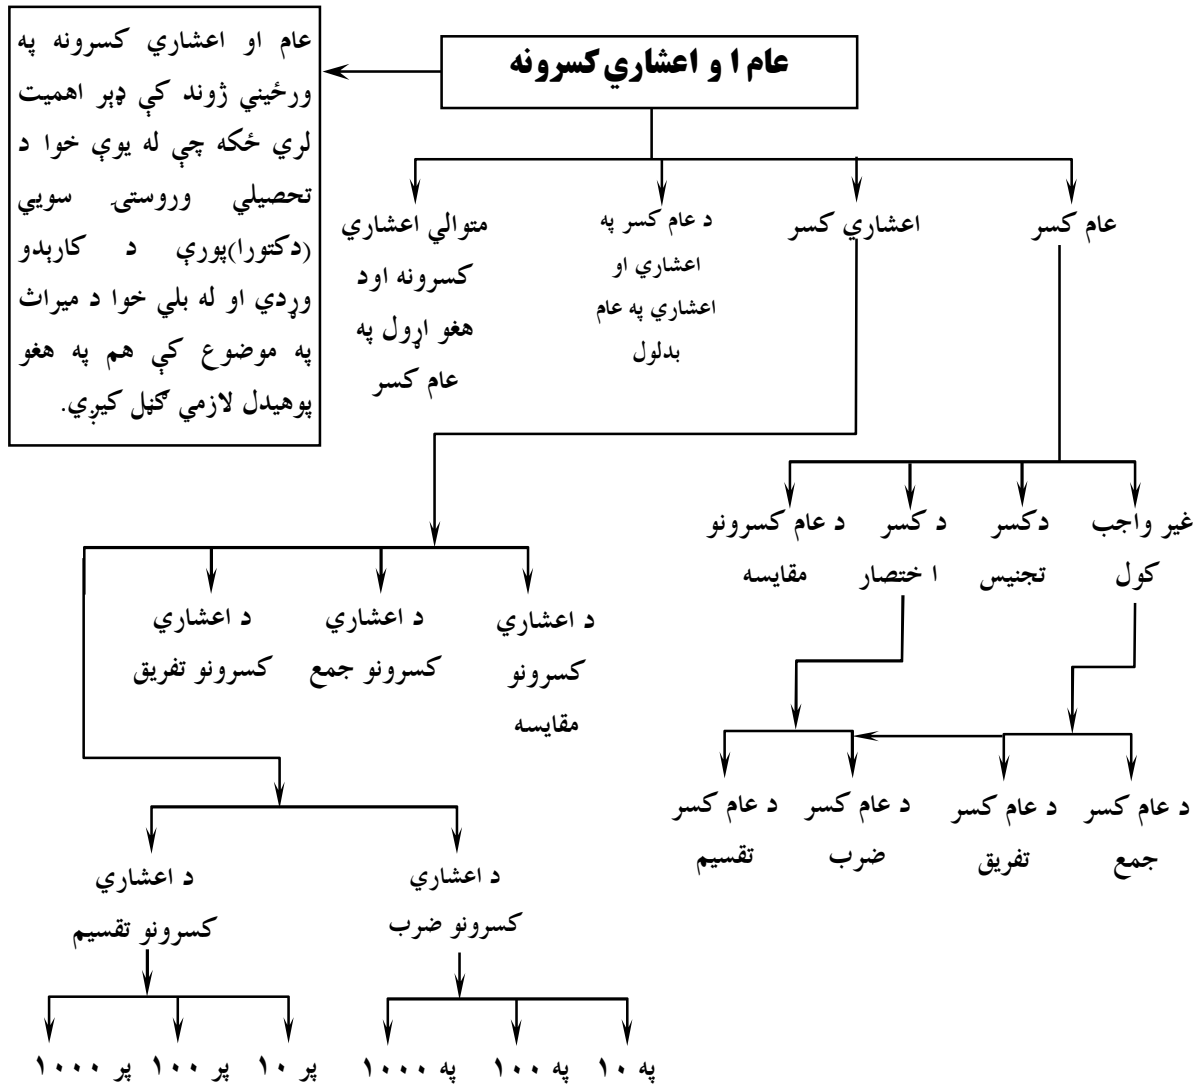 عام ا و اعشاري کسرونه
عام او اعشاري کسرونه په
ورځيني ژوند کې ډېر اهميت
لري ځکه چې له يوې خوا د
تحصيلي وروستۍ سويې
(دکتورا)پورې د کارېدو
وړدي او له بلي خوا د ميراث
په موضوع کې هم په هغو
پوهيدل لازمي ګڼل کيږي.
عام کسر
اعشاري کسر
د عام کسر په
اعشاري او
اعشاري په عام
بدلول
متوالي اعشاري
کسرونه اود
هغو اړول په
عام کسر
غير واجب
کول
دکسر
تجنيس
د کسر
ا ختصار
د عام کسرونو
مقايسه
د عام کسر
جمع
د عام کسر
تفريق
د عام کسر
ضرب
د عام کسر
تقسيم
د اعشاري
کسرونو
مقايسه
د اعشاري
کسرونو جمع
د اعشاري
کسرونو تفريق
د اعشاري
کسرونو ضرب
د اعشاري
کسرونو تقسيم
په ۱۰
په ۱۰۰
په ۱۰۰۰
پر ۱۰
پر ۱۰۰
پر ۱۰۰۰